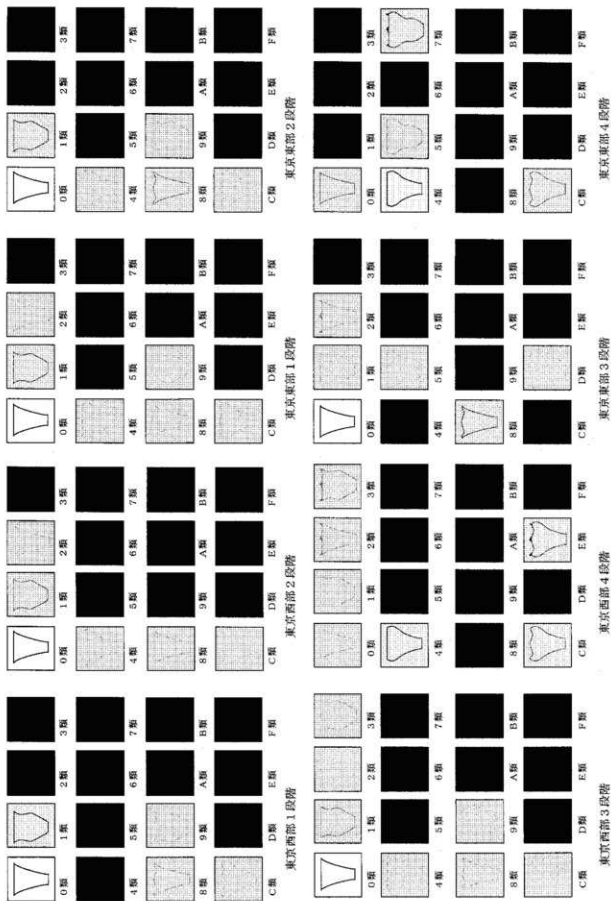 0類 1類 2類 3類
4類 5類 6類 7類
8類 9類 A類 B類
C類 D類 E類 F類
東京西部1段階
0類 1類 2類 3類
4類 5類 6類 7類
8類 9類 A類 B類
C類 D類 E類 F類
東京西部2段階
0類 1類 2類 3類
4類 5類 6類 7類
8類 9類 A類 B類
C類 D類 E類 F類
東京東部1段階
0類 1類 2類 3類
4類 5類 6類 7類
8類 9類 A類 B類
C類 D類 E類 F類
東京東部2段階
0類 1類 2類 3類
4類 5類 6類 7類
8類 9類 A類 B類
C類 D類 E類 F類
東京西部3段階
0類 1類 2類 3類
4類 5類 6類 7類
8類 9類 A類 B類
C類 D類 E類 F類
東京西部4段階
0類 1類 2類 3類
4類 5類 6類 7類
8類 9類 A類 B類
C類 D類 E類 F類
東京東部3段階
0類 1類 2類 3類
4類 5類 6類 7類
8類 9類 A類 B類
C類 D類 E類 F類
東京東部4段階